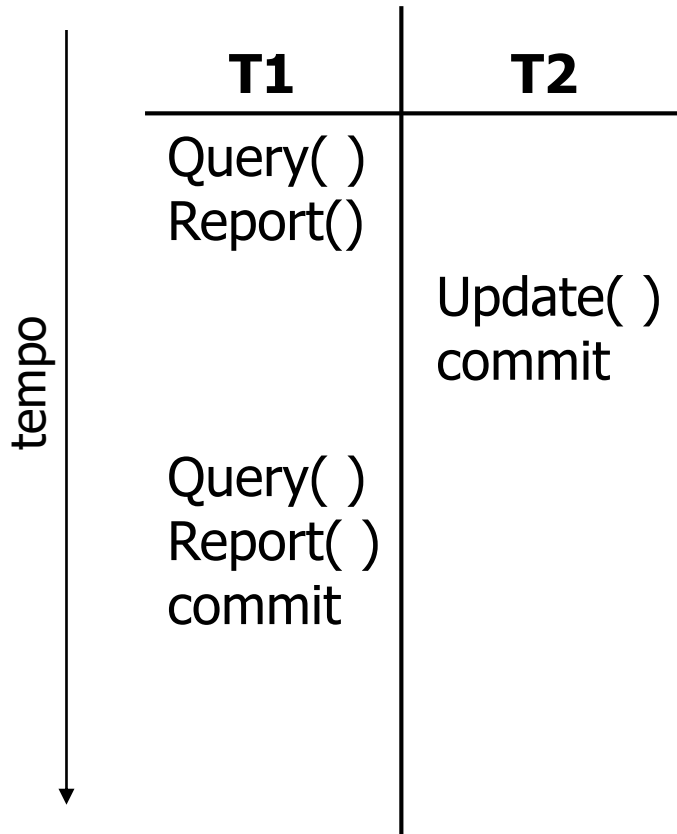 T1 T2
Query( )
Report()
Update( )
commit
tempo
Query( )
Report( )
commit